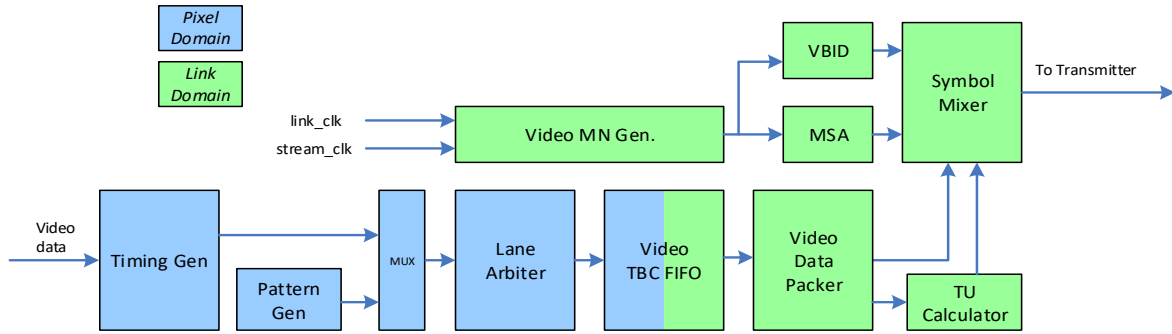 Pixel
Domain
Link
Domain
VBID
Symbol
Mixer
To Transmitter
link_clk
stream_clk
Video MN Gen.
MSA
Video
data
Timing Gen
Pattern
Gen
MUX
Lane
Arbiter
Video
TBC FIFO
Video
Data
Packer
TU
Calculator